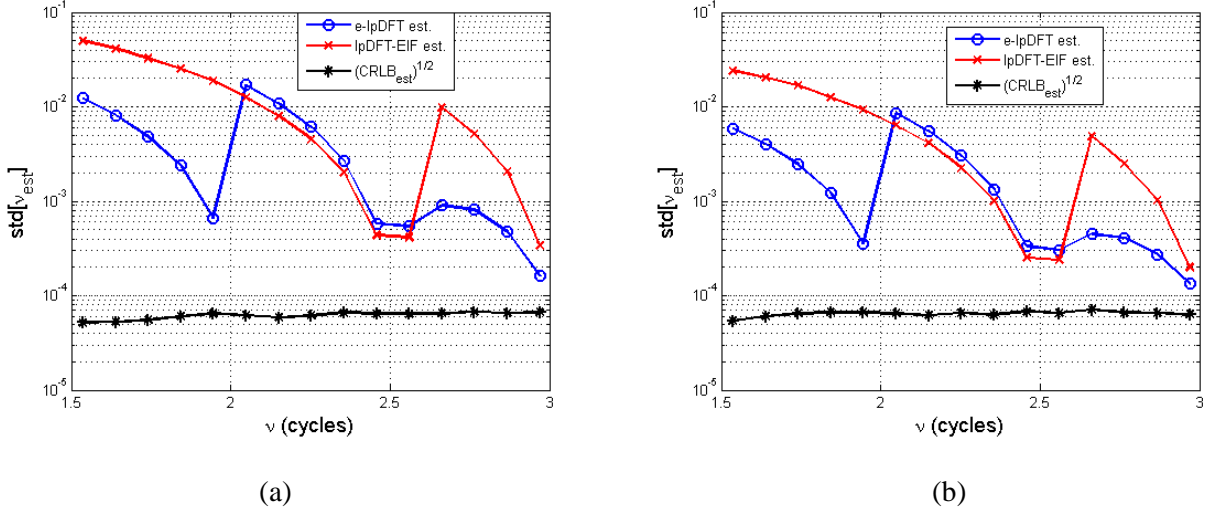 10^-1
10^-2
10^-3
10^-4
10^-5
std[ν_est]
e-IpDFT est.
IpDFT-EIF est.
(CRLB_est)^1/2
1.5 2 2.5 3
ν (cycles)
(a)
10^-1
10^-2
10^-3
10^-4
10^-5
std[ν_est]
e-IpDFT est.
IpDFT-EIF est.
(CRLB_est)^1/2
1.5 2 2.5 3
ν (cycles)
(b)